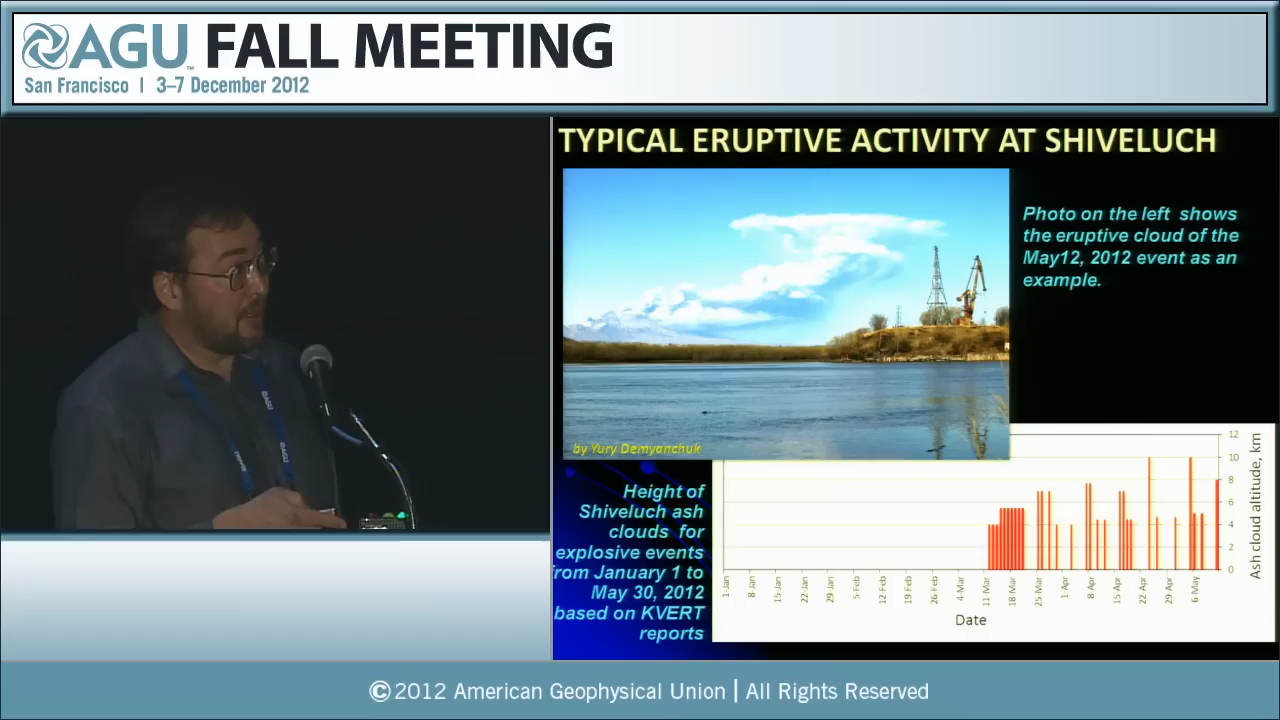 AGU FALL MEETING
San Francisco | 3–7 December 2012
TYPICAL ERUPTIVE ACTIVITY AT SHIVELUCH
Photo on the left shows
the eruptive cloud of the
May12, 2012 event as an
example.
by Yury Demyanchuk
Height of
Shiveluch ash
clouds for
explosive events
from January 1 to
May 30, 2012
based on KVERT
reports
12
10
8
6
4
2
0
Ash cloud altitude, km
1-Jan
8-Jan
15-Jan
22-Jan
29-Jan
5-Feb
12-Feb
19-Feb
26-Feb
4-Mar
11-Mar
18-Mar
25-Mar
1-Apr
8-Apr
15-Apr
22-Apr
29-Apr
6-May
Date
AGU
AGU
© 2012 American Geophysical Union | All Rights Reserved